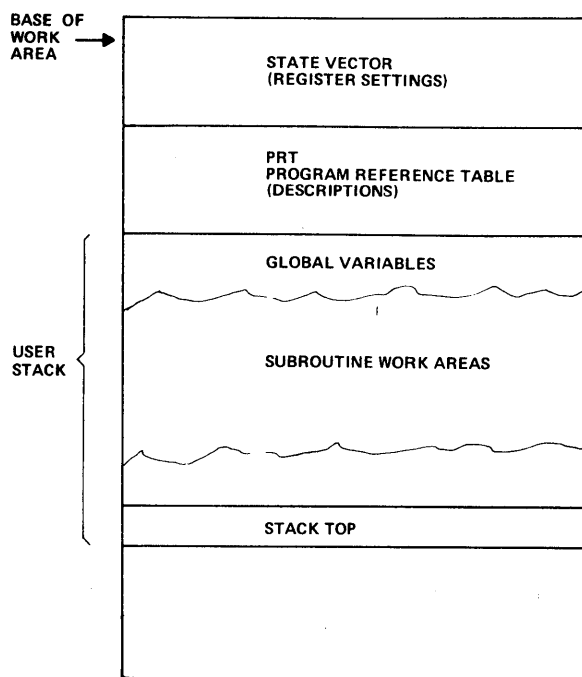 BASE OF
WORK
AREA
STATE VECTOR
(REGISTER SETTINGS)
PRT
PROGRAM REFERENCE TABLE
(DESCRIPTIONS)
GLOBAL VARIABLES
USER
STACK
SUBROUTINE WORK AREAS
STACK TOP